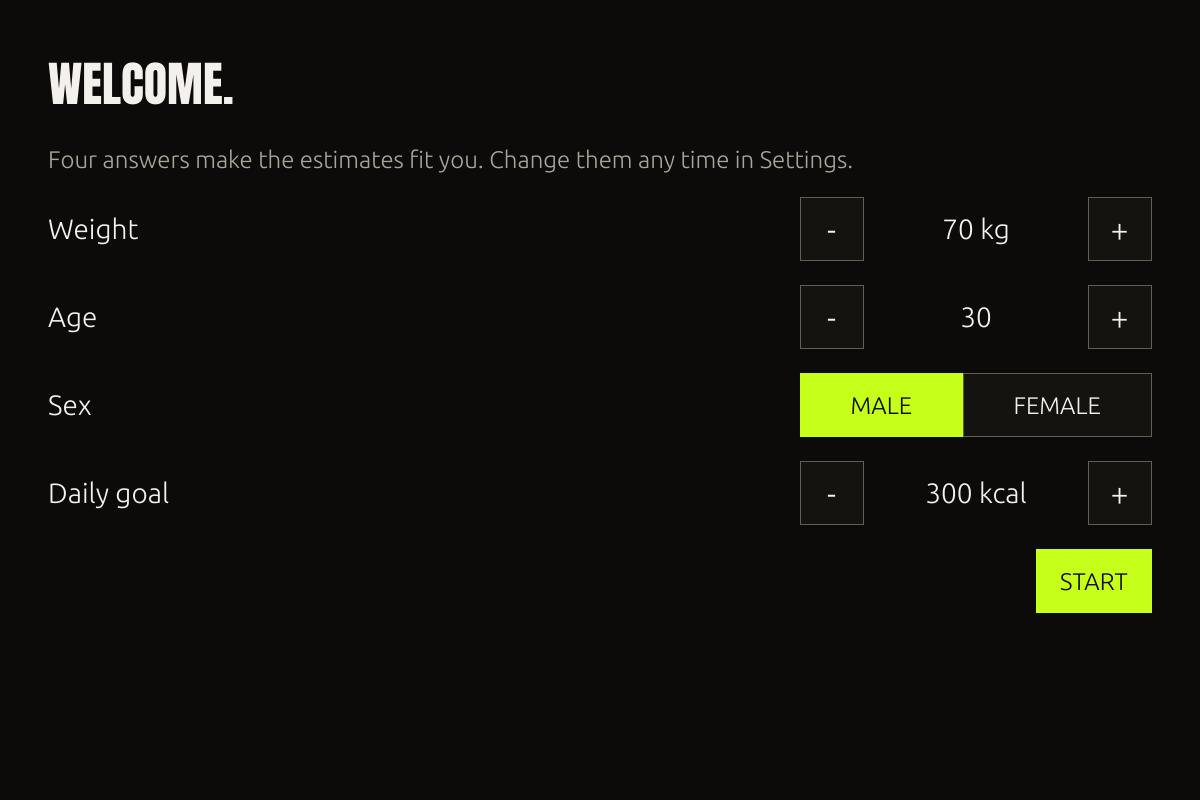 WELCOME.
Four answers make the estimates fit you. Change them any time in Settings.
Weight - 70 kg +
Age - 30 +
Sex MALE FEMALE
Daily goal - 300 kcal +
START